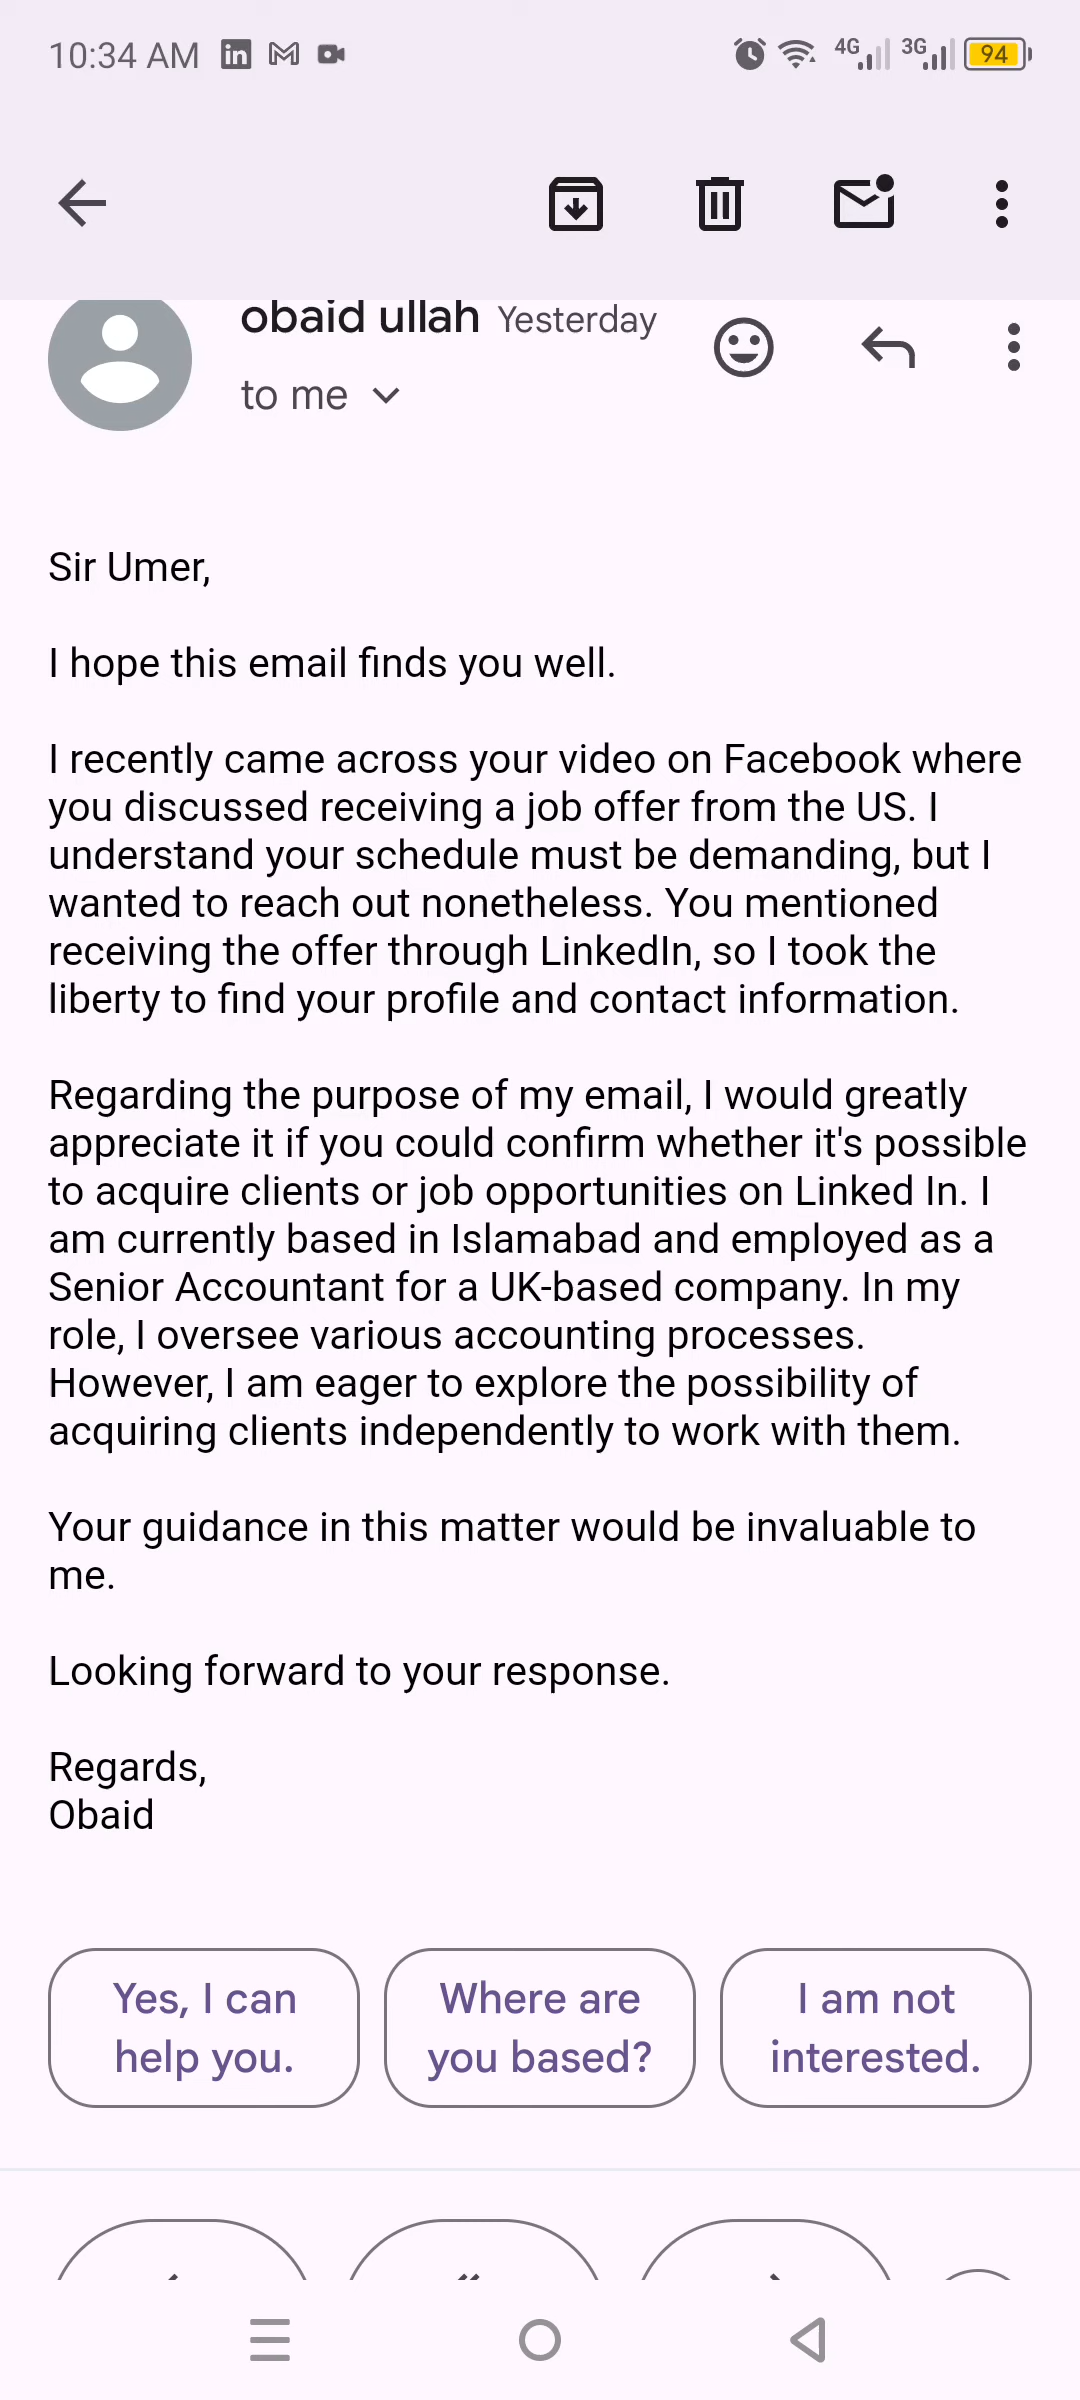 10:34 AM
4G 3G 94
obaid ullah Yesterday
to me
Sir Umer,
I hope this email finds you well.
I recently came across your video on Facebook where
you discussed receiving a job offer from the US. I
understand your schedule must be demanding, but I
wanted to reach out nonetheless. You mentioned
receiving the offer through LinkedIn, so I took the
liberty to find your profile and contact information.
Regarding the purpose of my email, I would greatly
appreciate it if you could confirm whether it's possible
to acquire clients or job opportunities on Linked In. I
am currently based in Islamabad and employed as a
Senior Accountant for a UK-based company. In my
role, I oversee various accounting processes.
However, I am eager to explore the possibility of
acquiring clients independently to work with them.
Your guidance in this matter would be invaluable to
me.
Looking forward to your response.
Regards,
Obaid
Yes, I can
help you.
Where are
you based?
I am not
interested.